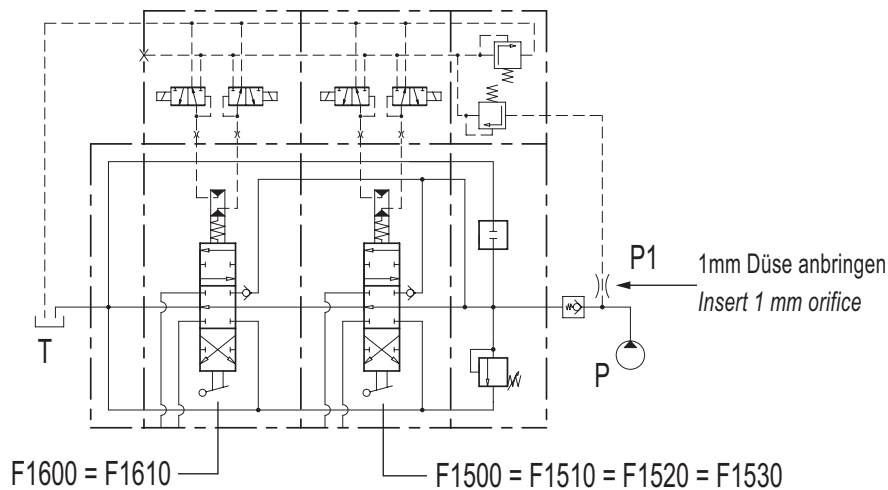 P1
1mm Düse anbringen
Insert 1 mm orifice
T
P
F1600 = F1610
F1500 = F1510 = F1520 = F1530